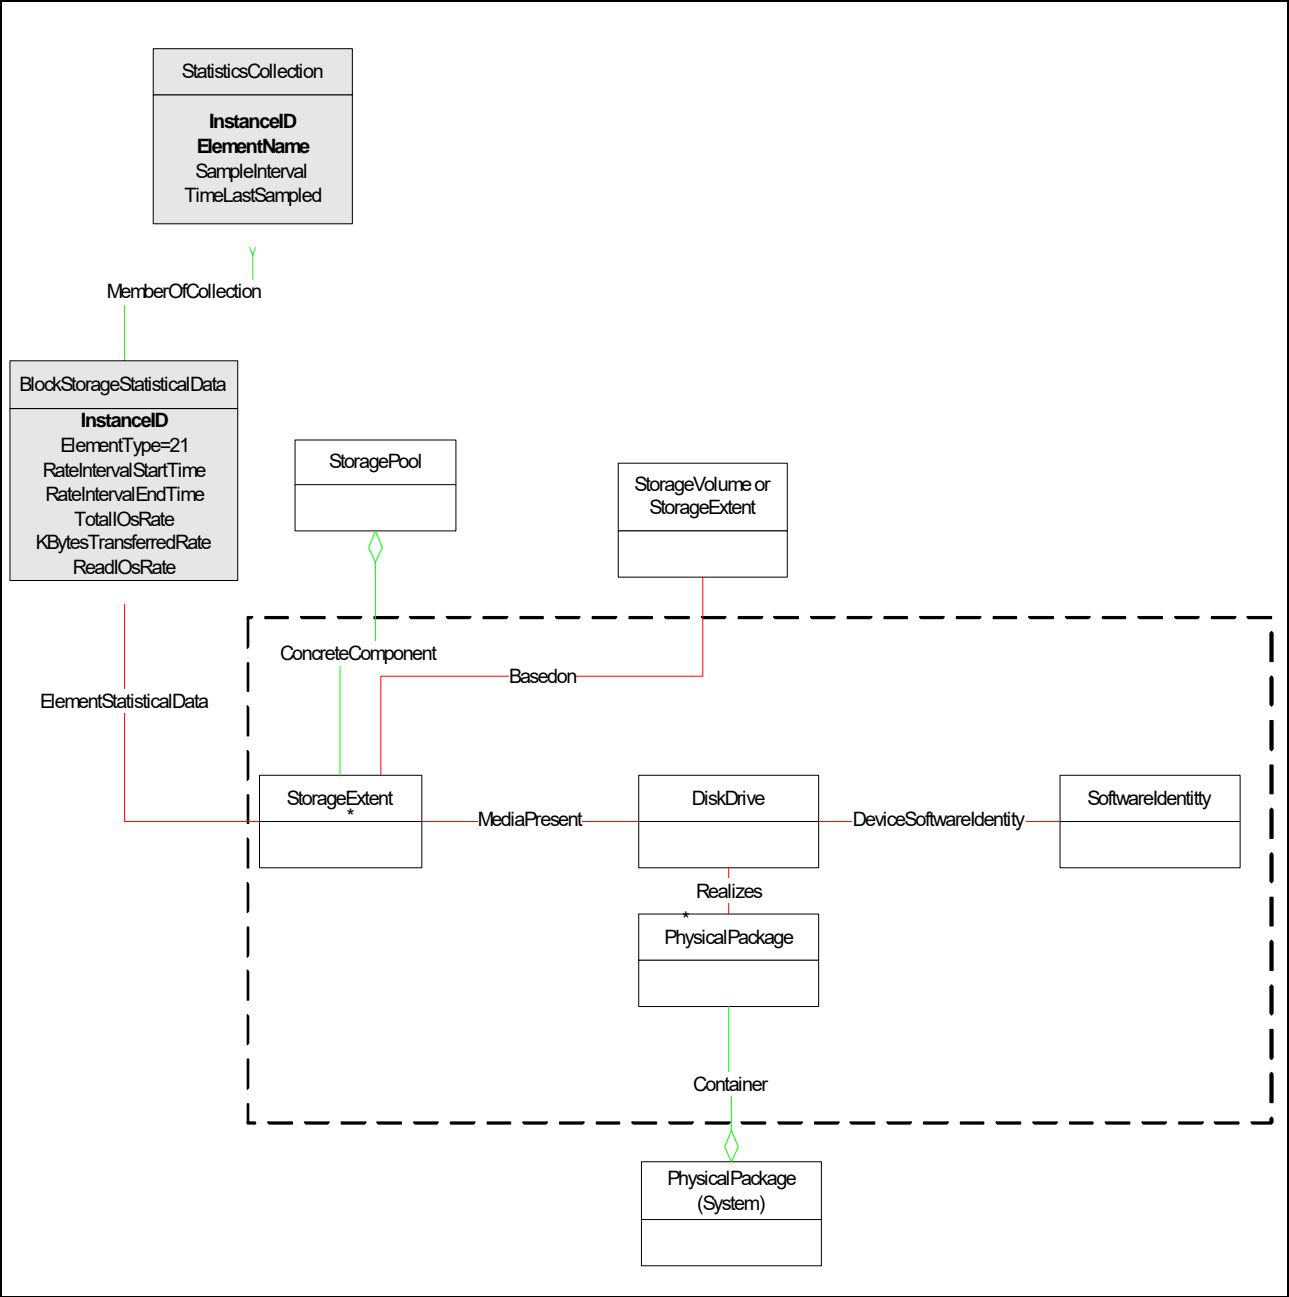 StatisticsCollection
InstanceID
ElementName
SampleInterval
TimeLastSampled
MemberOfCollection
BlockStorageStatisticalData
InstanceID
ElementType=21
RateIntervalStartTime
RateIntervalEndTime
TotalIOsRate
KBytesTransferredRate
ReadIOsRate
StoragePool
StorageVolume or
StorageExtent
ConcreteComponent
Basedon
ElementStatisticalData
StorageExtent
*
MediaPresent
DiskDrive
DeviceSoftwareIdentity
SoftwareIdentitty
Realizes
*
PhysicalPackage
Container
PhysicalPackage
(System)